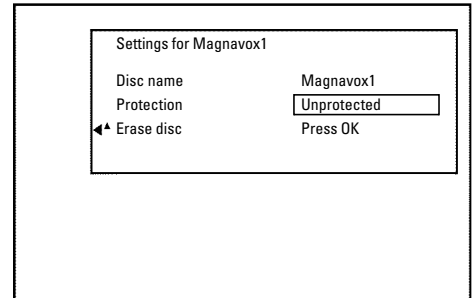 Settings for Magnavox1
Disc name Magnavox1
Protection Unprotected
Erase disc Press OK